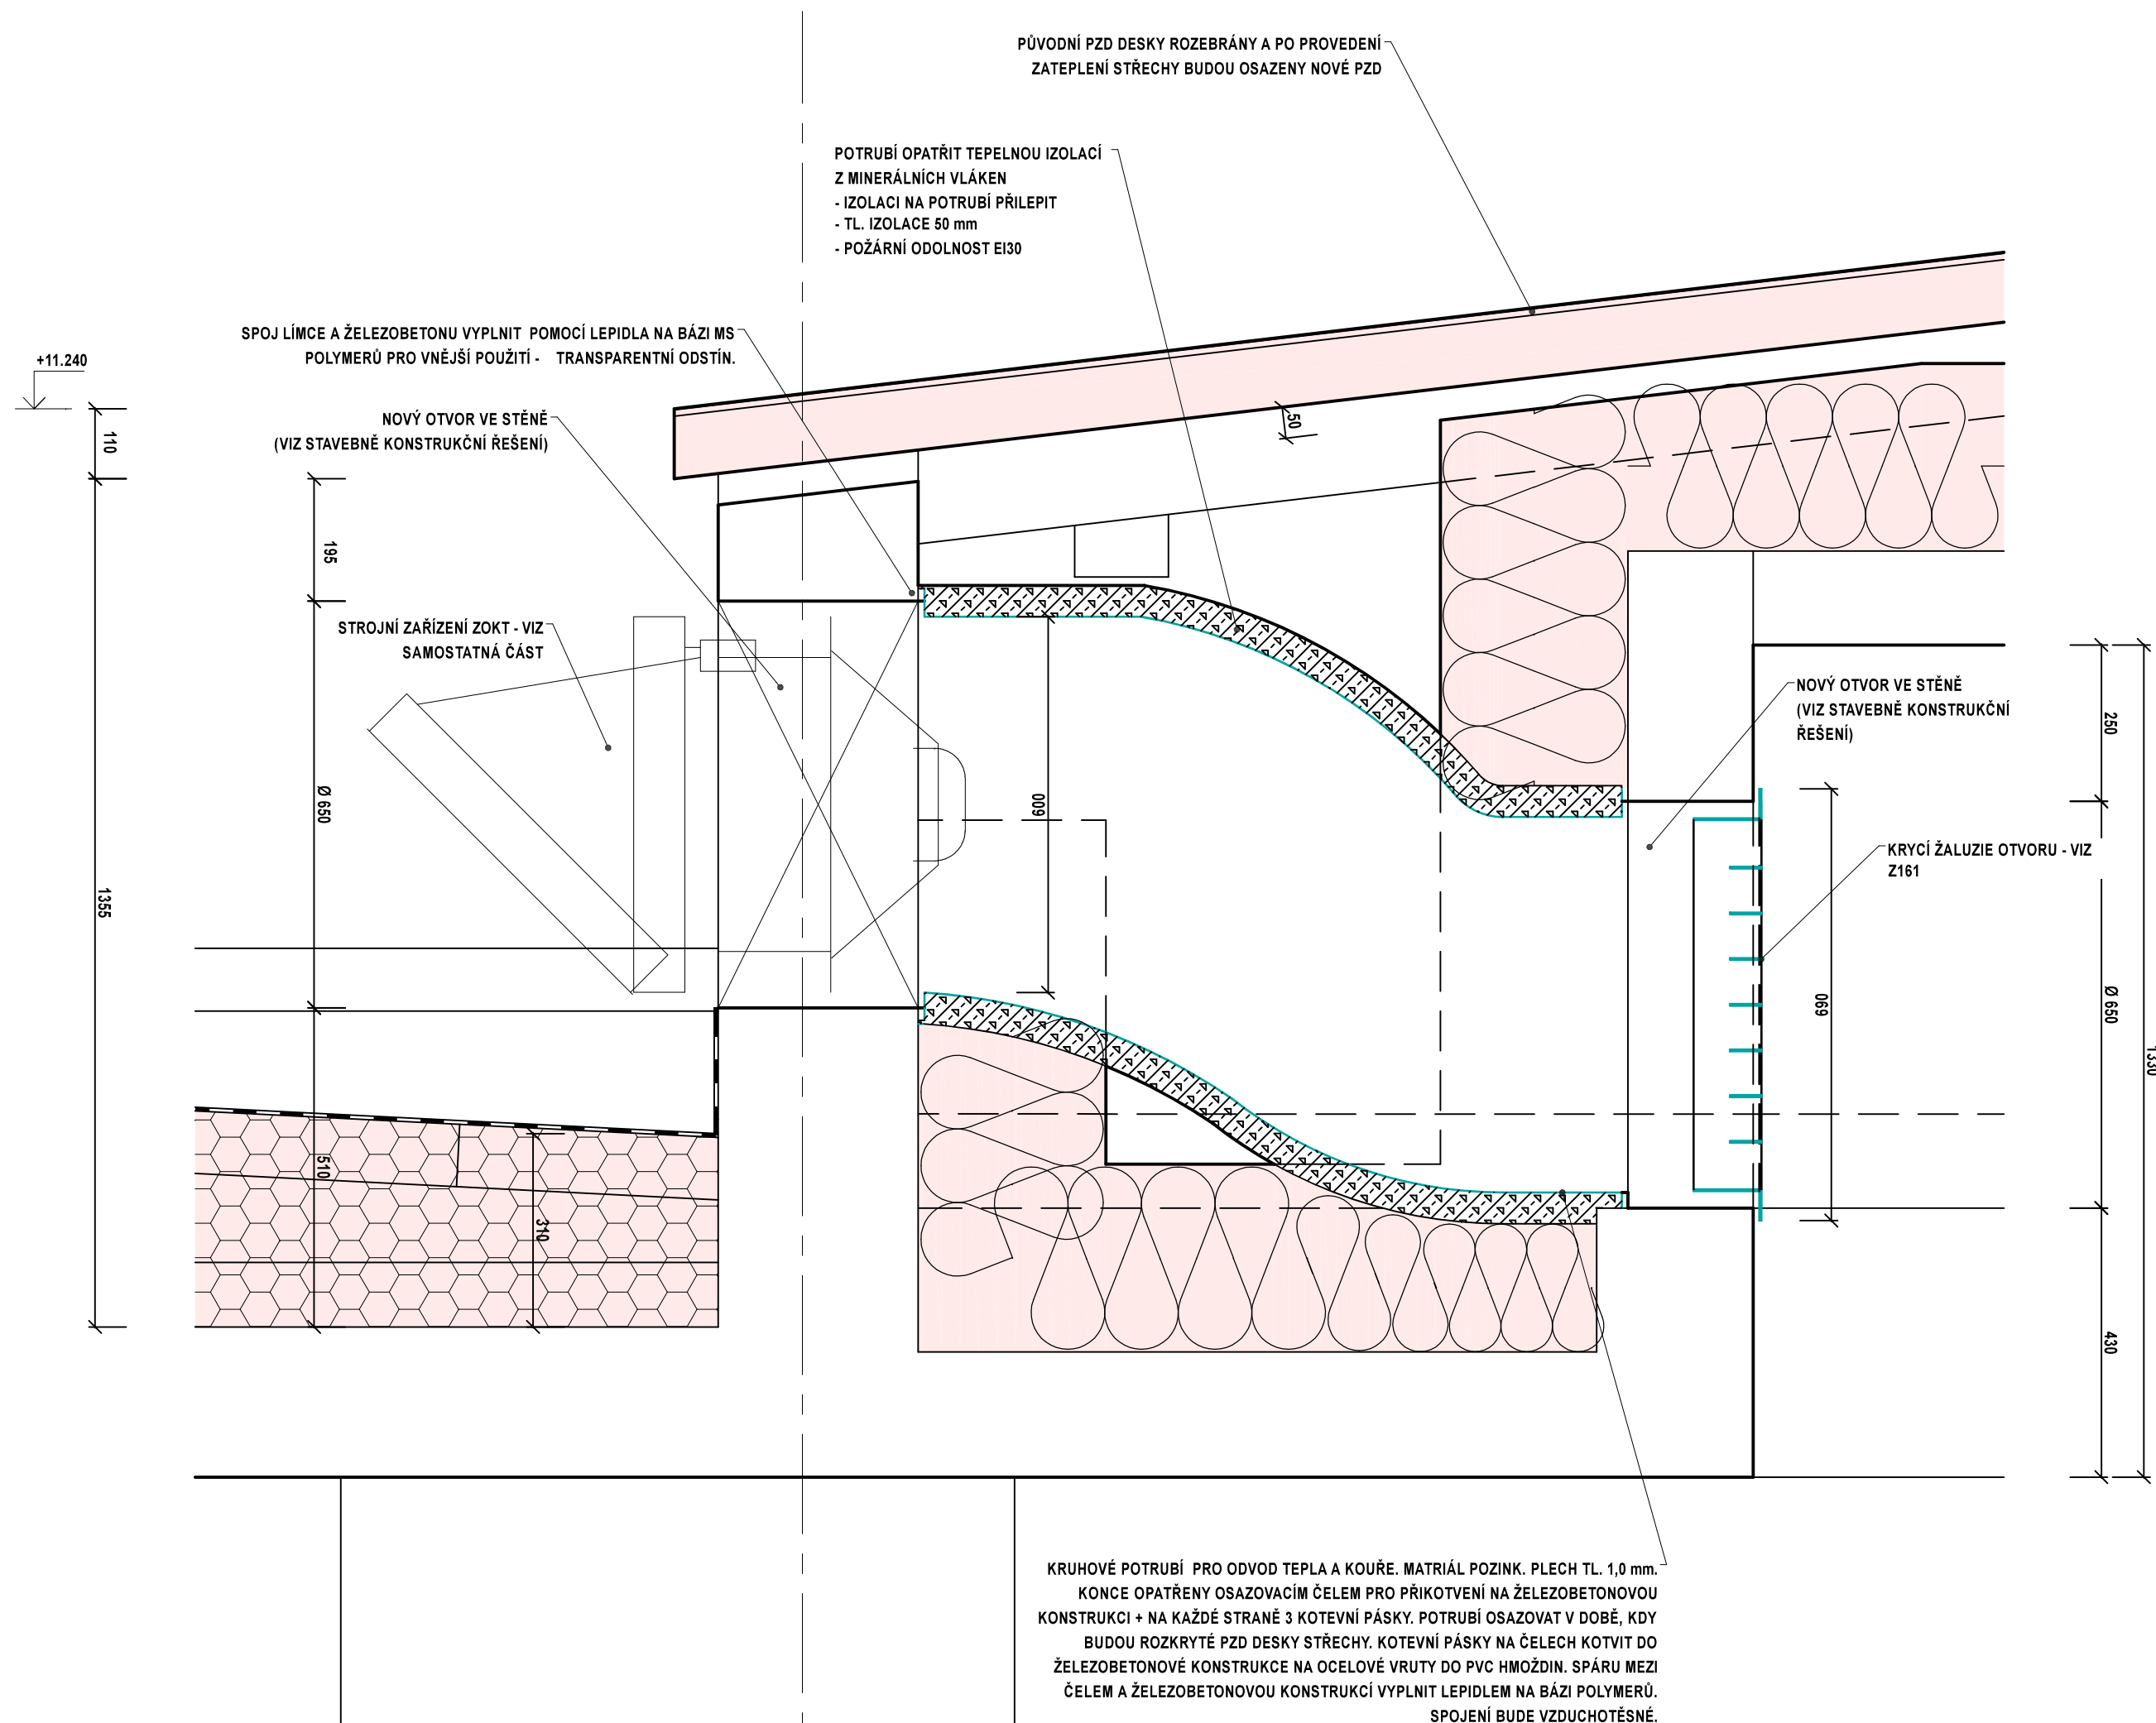 PŮVODNÍ PZD DESKY ROZEBRÁNY A PO PROVEDENÍ
ZATEPLENÍ STŘECHY BUDOU OSAZENY NOVÉ PZD
POTRUBÍ OPATŘIT TEPELNOU IZOLACÍ
Z MINERÁLNÍCH VLÁKEN
- IZOLACI NA POTRUBÍ PŘILEPIT
- TL. IZOLACE 50 mm
- POŽÁRNÍ ODOLNOST EI30
SPOJ LÍMCE A ŽELEZOBETONU VYPLNIT POMOCÍ LEPIDLA NA BÁZI MS
POLYMERŮ PRO VNĚJŠÍ POUŽITÍ - TRANSPARENTNÍ ODSTÍN.
+11.240
NOVÝ OTVOR VE STĚNĚ
(VIZ STAVEBNĚ KONSTRUKČNÍ ŘEŠENÍ)
110
50
195
STROJNÍ ZAŘÍZENÍ ZOKT - VIZ
SAMOSTATNÁ ČÁST
NOVÝ OTVOR VE STĚNĚ
(VIZ STAVEBNĚ KONSTRUKČNÍ
ŘEŠENÍ)
250
Ø 650
600
KRYCÍ ŽALUZIE OTVORU - VIZ
Z161
1355
690
Ø 650
1330
510
310
430
KRUHOVÉ POTRUBÍ PRO ODVOD TEPLA A KOUŘE. MATRIÁL POZINK. PLECH TL. 1,0 mm.
KONCE OPATŘENY OSAZOVACÍM ČELEM PRO PŘIKOTVENÍ NA ŽELEZOBETONOVOU
KONSTRUKCI + NA KAŽDÉ STRANĚ 3 KOTEVNÍ PÁSKY. POTRUBÍ OSAZOVAT V DOBĚ, KDY
BUDOU ROZKRYTÉ PZD DESKY STŘECHY. KOTEVNÍ PÁSKY NA ČELECH KOTVIT DO
ŽELEZOBETONOVÉ KONSTRUKCE NA OCELOVÉ VRUTY DO PVC HMOŽDIN. SPÁRU MEZI
ČELEM A ŽELEZOBETONOVOU KONSTRUKCÍ VYPLNIT LEPIDLEM NA BÁZI POLYMERŮ.
SPOJENÍ BUDE VZDUCHOTĚSNÉ.